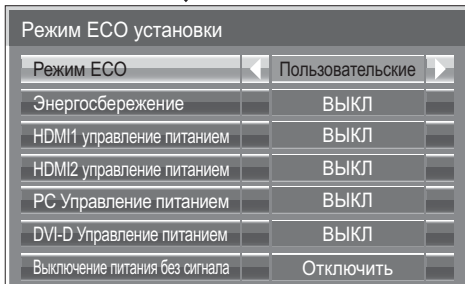 Режим ECO установки
Режим ECO Пользовательские
Энергосбережение ВЫКЛ
HDMI1 управление питанием ВЫКЛ
HDMI2 управление питанием ВЫКЛ
PC Управление питанием ВЫКЛ
DVI-D Управление питанием ВЫКЛ
Выключение питания без сигнала Отключить